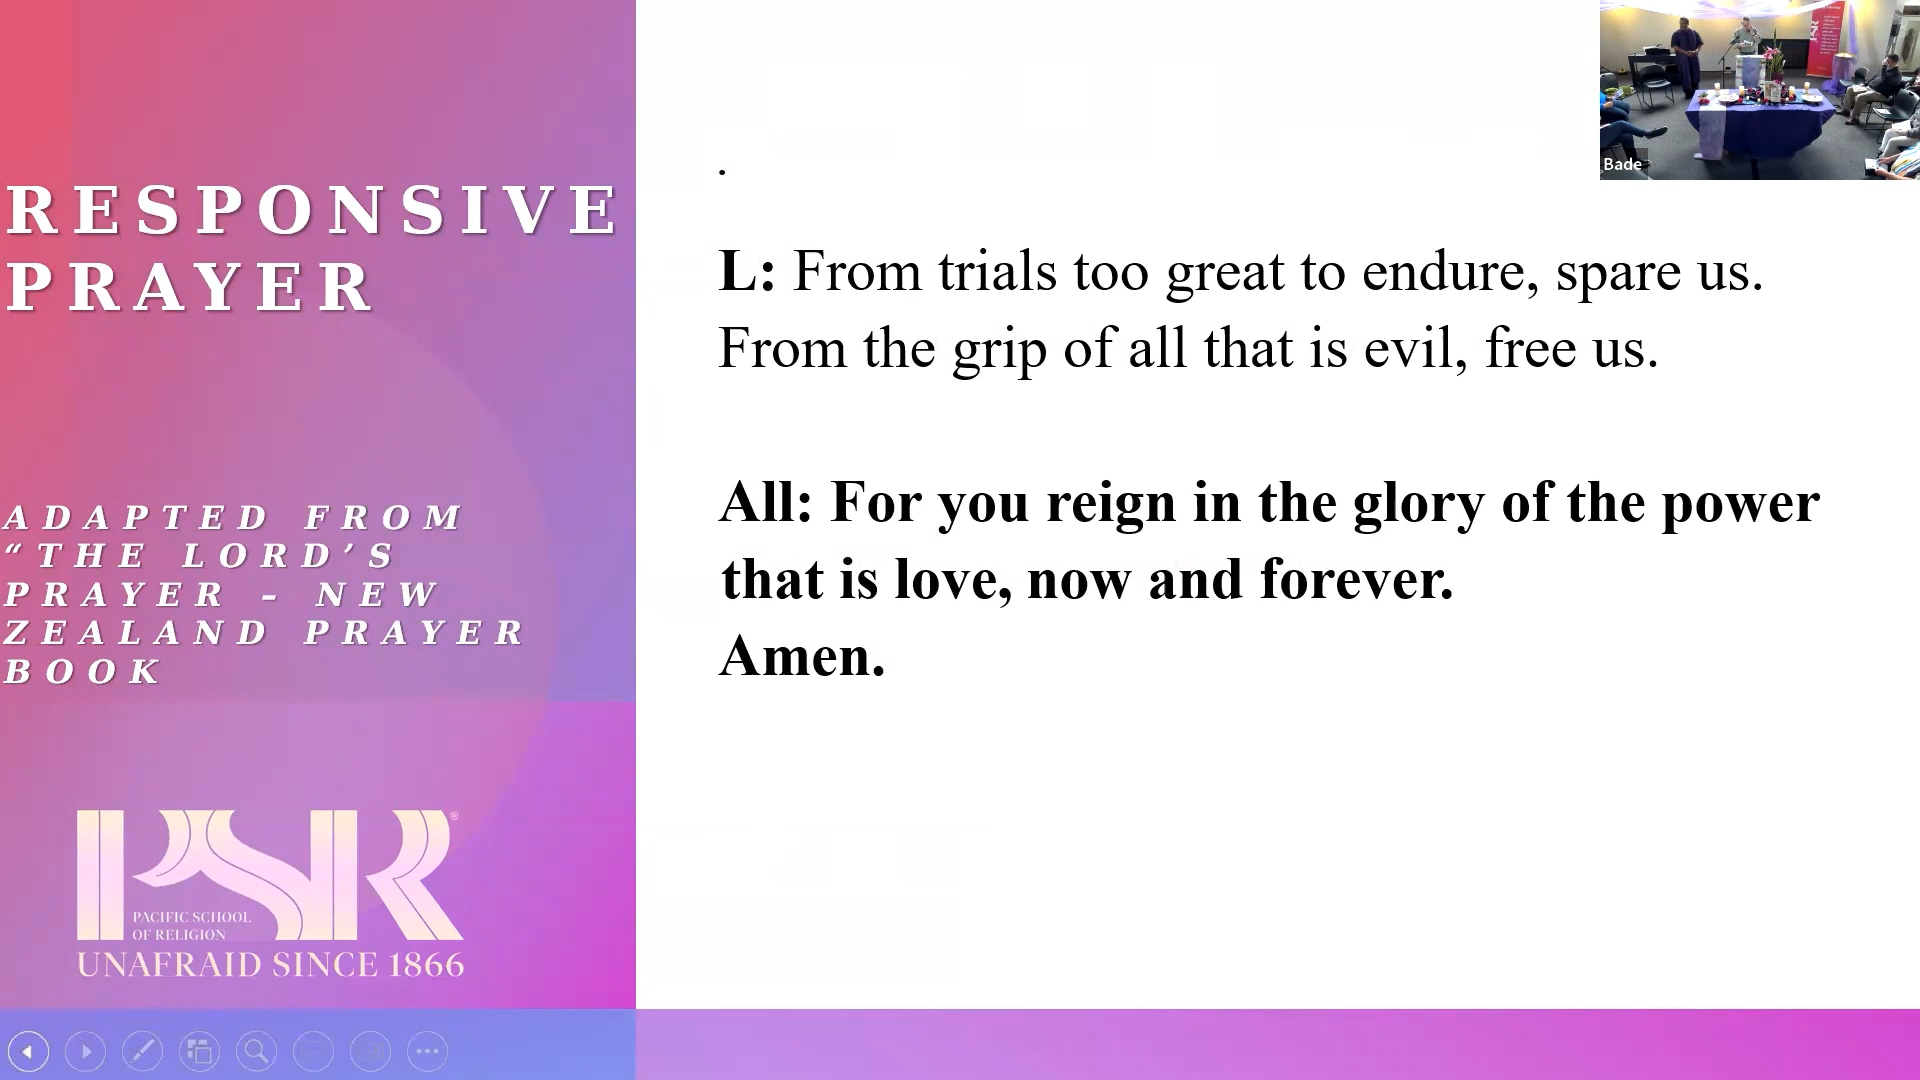 RESPONSIVE
PRAYER
ADAPTED FROM
“THE LORD’S
PRAYER – NEW
ZEALAND PRAYER
BOOK
PSR®
PACIFIC SCHOOL
OF RELIGION
UNAFRAID SINCE 1866
.
L: From trials too great to endure, spare us.
From the grip of all that is evil, free us.
All: For you reign in the glory of the power
that is love, now and forever.
Amen.
Bade